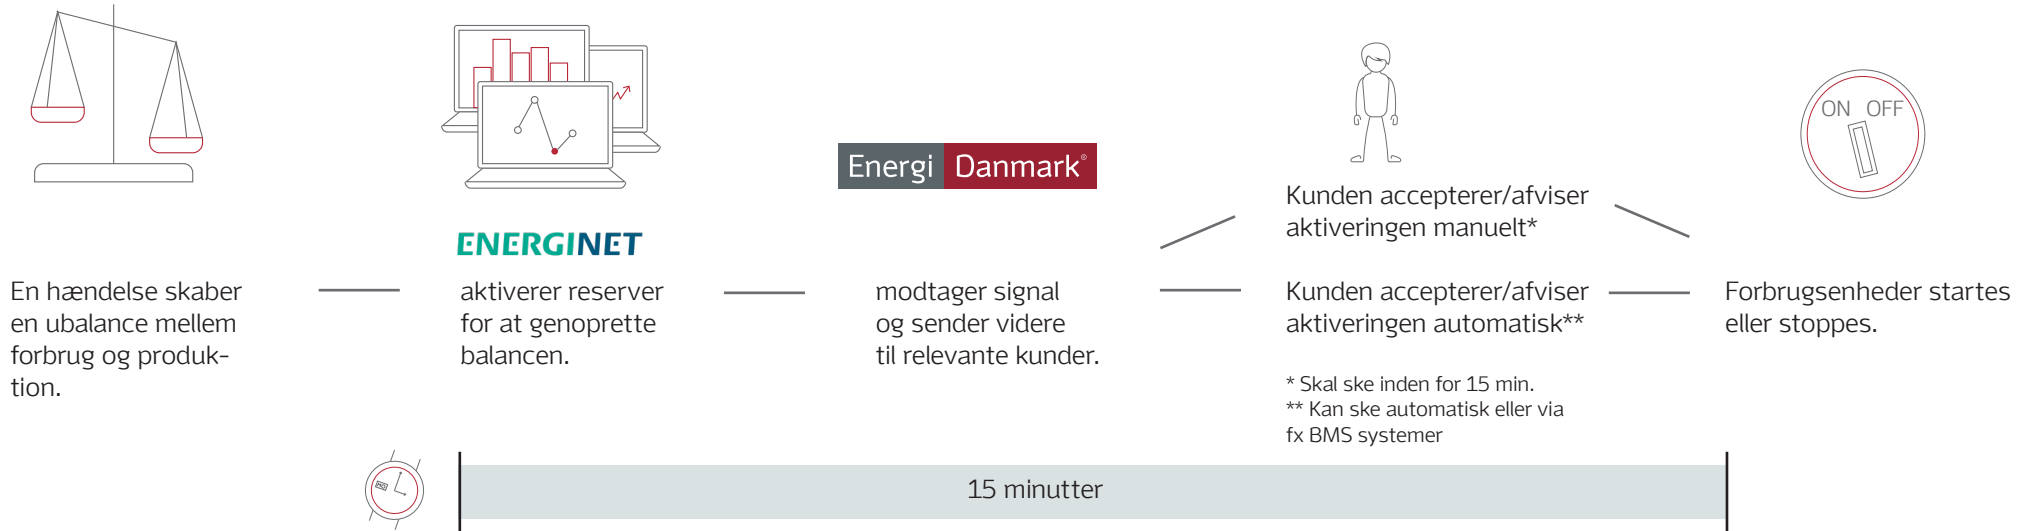 En hændelse skaber
en ubalance mellem
forbrug og produk-
tion.
ENERGINET
aktiverer reserver
for at genoprette
balancen.
Energi Danmark®
modtager signal
og sender videre
til relevante kunder.
Kunden accepterer/afviser
aktiveringen manuelt*
Kunden accepterer/afviser
aktiveringen automatisk**
* Skal ske inden for 15 min.
** Kan ske automatisk eller via
fx BMS systemer
ON OFF
Forbrugsenheder startes
eller stoppes.
15 minutter